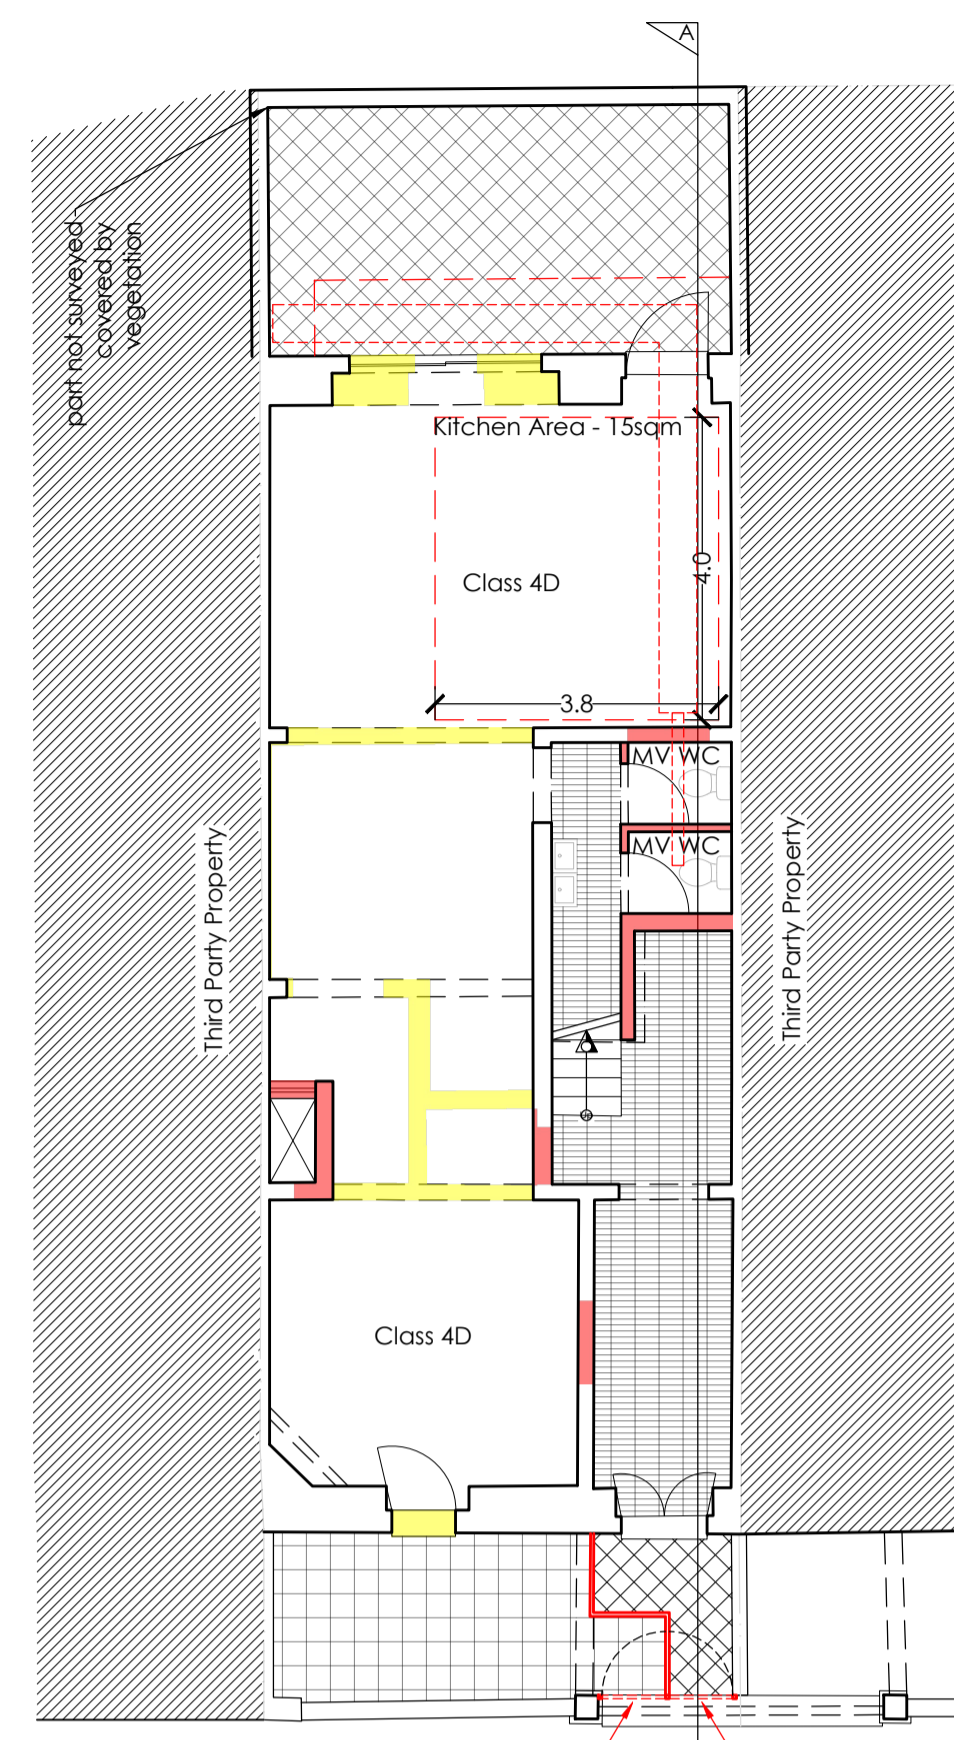 A
part not surveyed -
covered by
vegetation
Kitchen Area - 15sqm
Class 4D
4.0
3.8
MV WC
MV WC
Third Party Property
Third Party Property
Class 4D